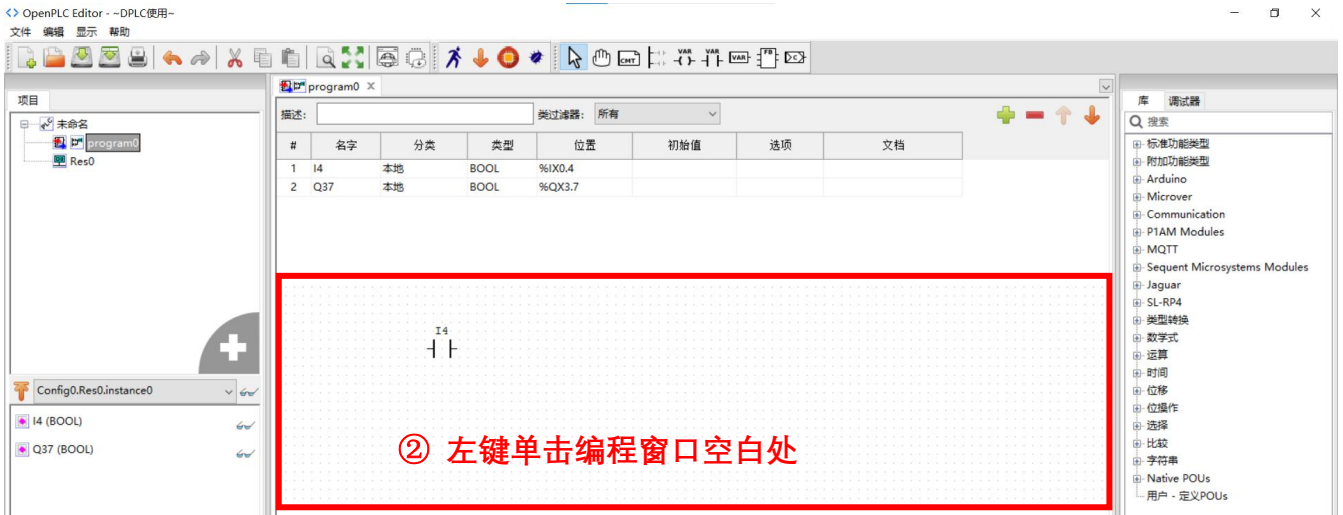 OpenPLC Editor - ~DPLC使用~
文件 编辑 显示 帮助
CMT VAR VAR VAR FB
项目
未命名
program0
Res0
Config0.Res0.instance0
I4 (BOOL)
Q37 (BOOL)
program0
描述: 类过滤器: 所有
# 名字 分类 类型 位置 初始值 选项 文档
1 I4 本地 BOOL %IX0.4
2 Q37 本地 BOOL %QX3.7
I4
② 左键单击编程窗口空白处
库 调试器
搜索
标准功能类型
附加功能类型
Arduino
Microver
Communication
P1AM Modules
MQTT
Sequent Microsystems Modules
Jaguar
SL-RP4
类型转换
数学式
运算
时间
位移
位操作
选择
比较
字符串
Native POUs
用户 - 定义POUs